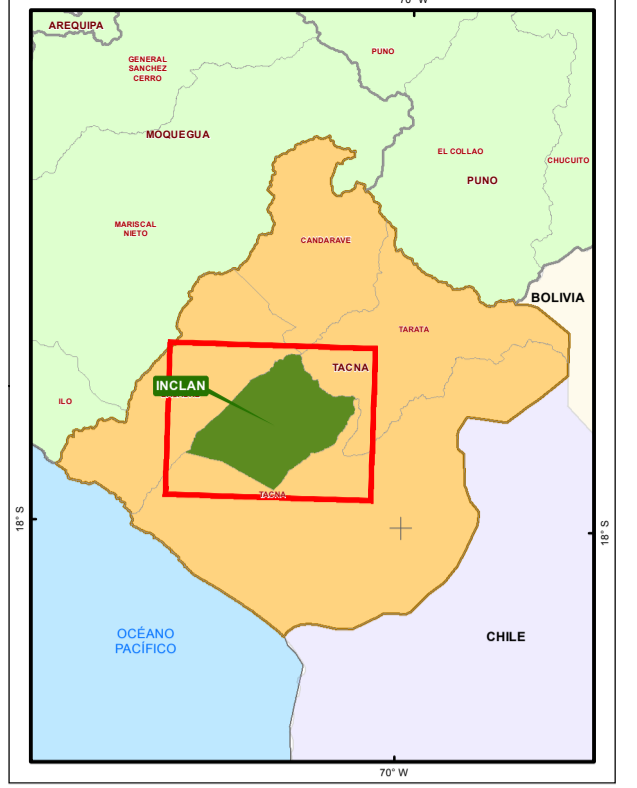 70° W
AREQUIPA
PUNO
GENERAL
SANCHEZ
CERRO
MOQUEGUA
EL COLLAO
CHUCUITO
PUNO
MARISCAL
NIETO
CANDARAVE
BOLIVIA
TARATA
TACNA
INCLAN
ILO
TACNA
18° S
18° S
OCÉANO
PACÍFICO
CHILE
70° W